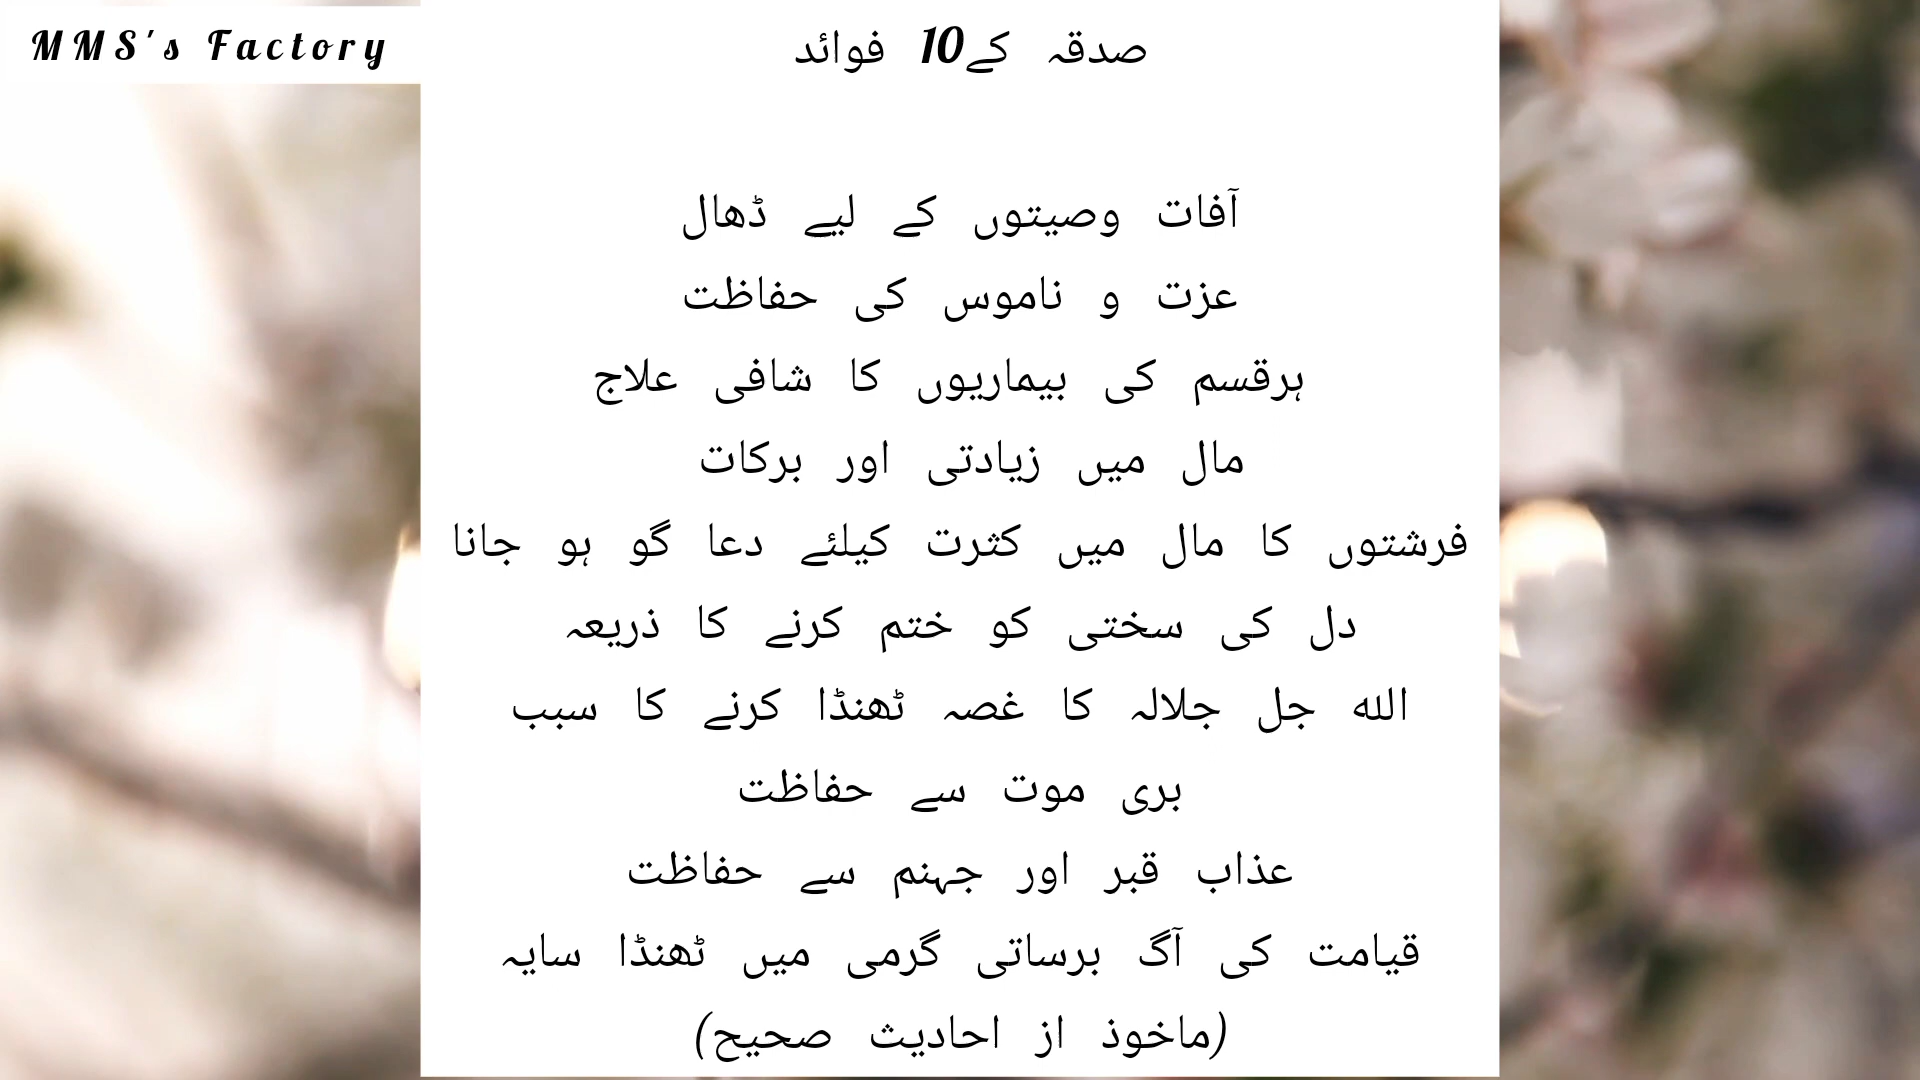 MMS's Factory
صدقہ کے10 فوائد
آفات وصیتوں کے لیے ڈھال
عزت و ناموس کی حفاظت
ہرقسم کی بیماریوں کا شافی علاج
مال میں زیادتی اور برکات
فرشتوں کا مال میں کثرت کیلئے دعا گو ہو جانا
دل کی سختی کو ختم کرنے کا ذریعہ
اللہ جل جلالہ کا غصہ ٹھنڈا کرنے کا سبب
بری موت سے حفاظت
عذاب قبر اور جہنم سے حفاظت
قیامت کی آگ برساتی گرمی میں ٹھنڈا سایہ
(ماخوذ از احادیث صحیح)